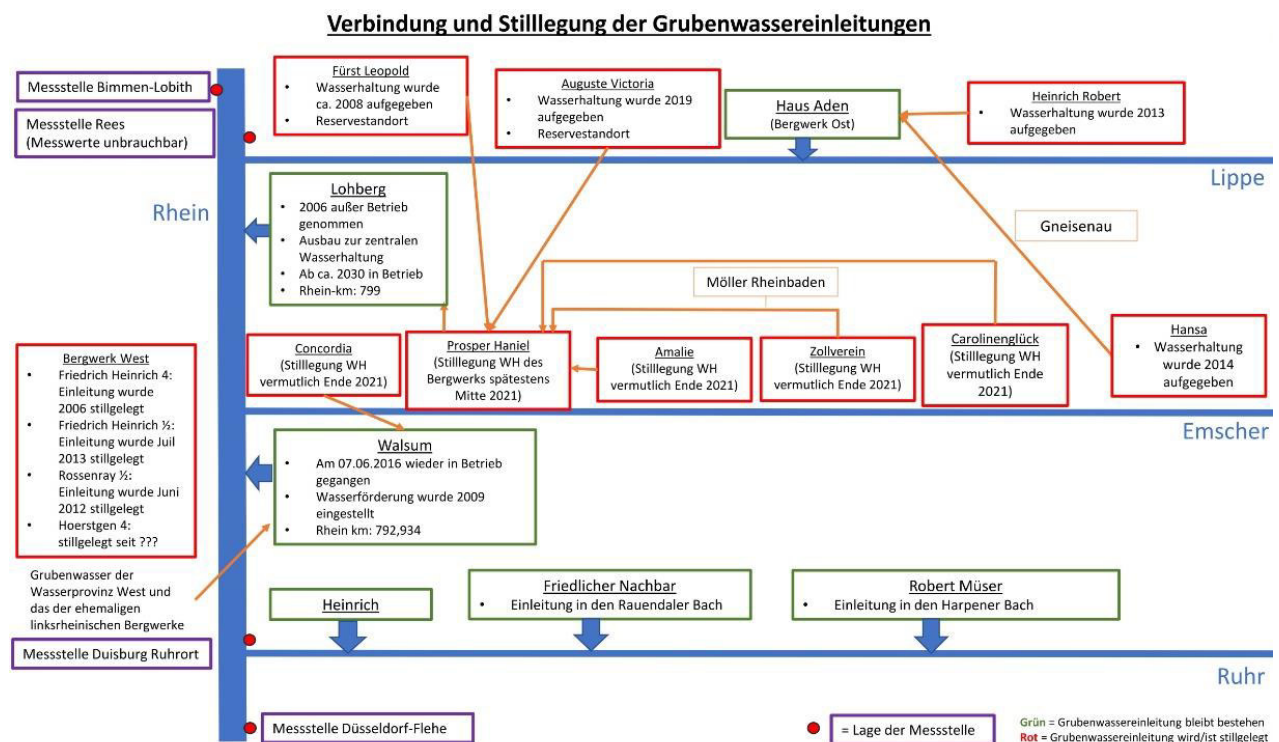 Verbindung und Stilllegung der Grubenwassereinleitungen
Messstelle Bimmen-Lobith
Messstelle Rees
(Messwerte unbrauchbar)
Fürst Leopold
• Wasserhaltung wurde
ca. 2008 aufgegeben
• Reservestandort
Auguste Victoria
• Wasserhaltung wurde 2019
aufgegeben
• Reservestandort
Haus Aden
(Bergwerk Ost)
Heinrich Robert
• Wasserhaltung wurde 2013
aufgegeben
Lippe
Rhein
Lohberg
• 2006 außer Betrieb
genommen
• Ausbau zur zentralen
Wasserhaltung
• Ab ca. 2030 in Betrieb
• Rhein-km: 799
Gneisenau
Möller Rheinbaden
Concordia
(Stilllegung WH
vermutlich Ende 2021)
Prosper Haniel
(Stilllegung WH des
Bergwerks spätestens
Mitte 2021)
Amalie
(Stilllegung WH
vermutlich Ende 2021)
Zollverein
(Stilllegung WH
vermutlich Ende 2021)
Carolinenglück
(Stilllegung WH
vermutlich Ende
2021)
Hansa
• Wasserhaltung
wurde 2014
aufgegeben
Emscher
Bergwerk West
• Friedrich Heinrich 4:
Einleitung wurde
2006 stillgelegt
• Friedrich Heinrich ½:
Einleitung wurde Juil
2013 stillgelegt
• Rossenray ½:
Einleitung wurde Juni
2012 stillgelegt
• Hoerstgen 4:
stillgelegt seit ???
Walsum
• Am 07.06.2016 wieder in Betrieb
gegangen
• Wasserförderung wurde 2009
eingestellt
• Rhein km: 792,934
Grubenwasser der
Wasserprovinz West und
das der ehemaligen
linksrheinischen Bergwerke
Heinrich
Friedlicher Nachbar
• Einleitung in den Rauendaler Bach
Robert Müser
• Einleitung in den Harpener Bach
Messstelle Duisburg Ruhrort
Ruhr
Messstelle Düsseldorf-Flehe
= Lage der Messstelle
Grün = Grubenwassereinleitung bleibt bestehen
Rot = Grubenwassereinleitung wird/ist stillgelegt